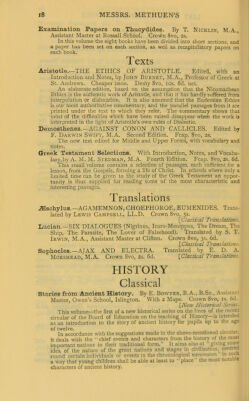 18 MESSRS. METHUEN'S
Examination Papers on Thucydides. By T. NICKLIN, M.A.,
Assistant Master at Rossall School. Crown 8vo, 2s.
In this volume the eight books have been divided into short sections, and
a paper has been set on each section, as well as recapitulatory papers on
each book.
Texts
Aristotle.—THE ETHICS OF ARISTOTLE. Edited, with an
Introduction and Notes, by JOHN BURNET, M.A., Professor of Greek at
St. Andrews. Cheaper issue. Demy 8vo, 10s. 6d. net.
An elaborate edition, based on the assumption that the Nicomachean
Ethics is the authentic work of Aristotle, and that it has hardly suffered from
interpolation or dislocation. It is also assumed that the Eudemian Ethics
is our most authoritative commentary, and the parallel passages from it are
printed under the text to which they refer. The commentary shows that
most of the difficulties which have been raised disappear when the work is
interpreted in the light of Aristotle's own rules of Dialectic.
Demosthenes.—AGAINST CONON AND CALLICLES. Edited by
F. DARWIN SWIFT, M.A. Second Edition. Fcap. 8vo, 2s.
The now text edited for Middle and Upper Forms, with vocabulary and
notes.
Greek Testament Selections. With Introduction, Notes, and Vocabu-
lary, by A. M. M. STEDMAN, M.A. Fourth Edition. Fcap. 8vo, 2s. 6d.
This small volume contains a selection of passages, each sufficient for a
lesson, from the Gospels, forming a life of Christ. In schools where only a
limited time can be given to the study of the Greek Testament an oppor-
tunity is thus supplied for reading some of the most characteristic and
interesting passages.
Translations
Æschylus.—AGAMEMNON, CHOEPHOROE, EUMENIDES. Trans-
lated by LEWIS CAMPBELL, LL.D. Crown 8vo, 5s.
[Classical Translations.
Lucian.—SIX DIALOGUES (Nigrinus, Icaro-Menippus, The Dream, The
Ship, The Parasite, The Lover of Falsehood). Translated by S. T.
IRWIN, M.A., Assistant Master at Clifton. Crown 8vo, 3s. 6d.
[Classical Translations.
Sophocles.—AJAX AND ELECTRA. Translated by E. D. A.
MORSHEAD, M.A. Crown 8vo, 2s. 6d. [Classical Translations.
HISTORY
Classical
Stories from Ancient History. By E. BOWYER, B.A., B.Sc., Assistant
Master, Owen's School, Islington. With 2 Maps. Crown 8vo, 1s. 6d.
[New Historical Series.
This volume—the first of a new historical series on the lines of the recent
circular of the Board of Education on the teaching of History—is intended
as an introduction to the story of ancient history for pupils up to the age
of twelve.
In accordance with the suggestions made in the above-mentioned circular,
it deals with the "chief events and characters from the history of the most
important nations in their traditional form." It aims also at "giving some
idea of the nature of the great nations and stages in civilisation, centred
round certain individuals or events in the chronological succession" in such
a way that young children shall be able at least to "place" the most notable
characters of ancient history.